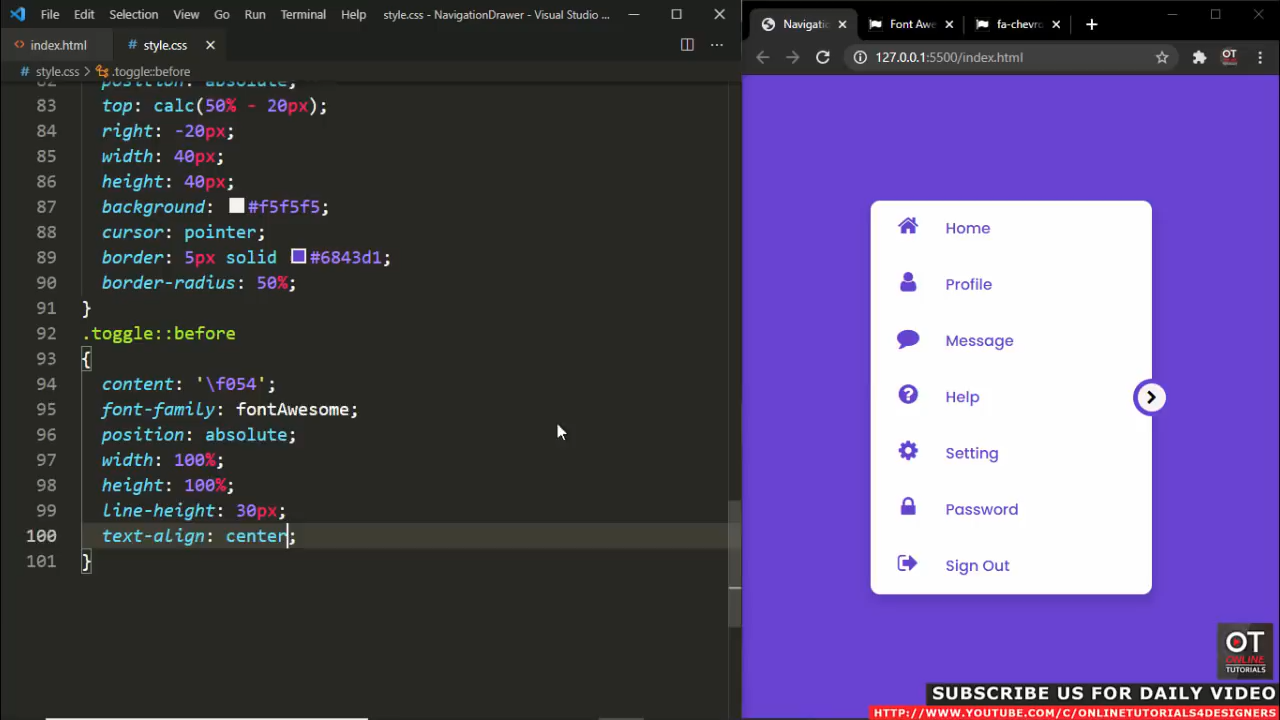 File Edit Selection View Go Run Terminal Help style.css - NavigationDrawer - Visual Studio ...
index.html # style.css
style.css > .toggle::before
83 top: calc(50% - 20px);
84 right: -20px;
85 width: 40px;
86 height: 40px;
87 background: #f5f5f5;
88 cursor: pointer;
89 border: 5px solid #6843d1;
90 border-radius: 50%;
91 }
92 .toggle::before
93 {
94 content: '\f054';
95 font-family: fontAwesome;
96 position: absolute;
97 width: 100%;
98 height: 100%;
99 line-height: 30px;
100 text-align: center;
101 }
Navigatio Font Awe fa-chevro
127.0.0.1:5500/index.html
OT
Home
Profile
Message
Help
Setting
Password
Sign Out
OT
ONLINE
TUTORIALS
SUBSCRIBE US FOR DAILY VIDEO
HTTP://WWW.YOUTUBE.COM/C/ONLINETUTORIALS4DESIGNERS